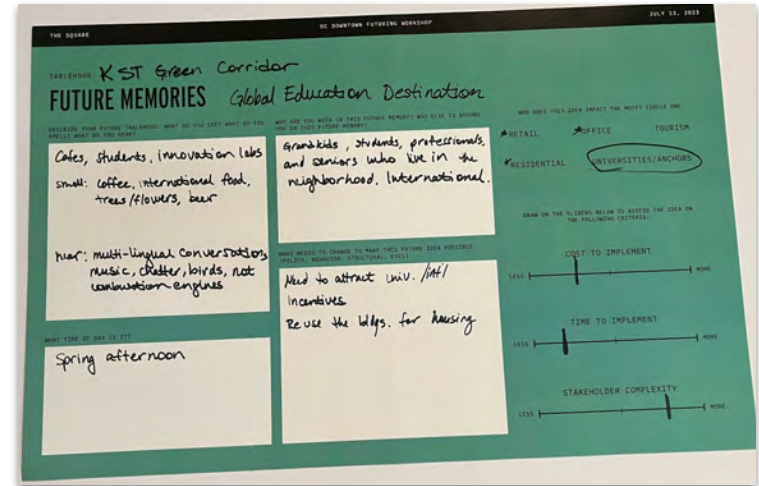 THE SQUARE
DC DOWNTOWN FUTURING WORKSHOP
JULY 13, 2023
TABLEHOOD: K ST Green Corridor
FUTURE MEMORIES Global Education Destination
DESCRIBE YOUR FUTURE TABLEHOOD: WHAT DO YOU SEE? WHAT DO YOU
SMELL? WHAT DO YOU HEAR?
Cafes, students, innovation labs
smell: coffee, international food,
trees/flowers, beer
hear: multi-lingual conversations
music, chatter, birds, not
combustion engines
WHAT TIME OF DAY IS IT?
Spring afternoon
WHO ARE YOU WITH IN THIS FUTURE MEMORY? WHO ELSE IS AROUND
YOU IN THIS FUTURE MEMORY?
Grandkids, students, professionals,
and seniors who live in the
neighborhood, International.
WHAT NEEDS TO CHANGE TO MAKE THIS FUTURE IDEA POSSIBLE
(POLICY, BEHAVIOR, STRUCTURAL, ETC)?
Need to attract univ. /
Incentives
Re use the bldgs. for housing
WHO DOES THIS IDEA IMPACT THE MOST? CIRCLE ONE
RETAIL
OFFICE
TOURISM
RESIDENTIAL
UNIVERSITIES/ANCHORS
DRAW ON THE SLIDERS BELOW TO ASSESS THE IDEA ON
THE FOLLOWING CRITERIA:
COST TO IMPLEMENT
LESS
MORE
TIME TO IMPLEMENT
LESS
MORE
STAKEHOLDER COMPLEXITY
LESS
MORE